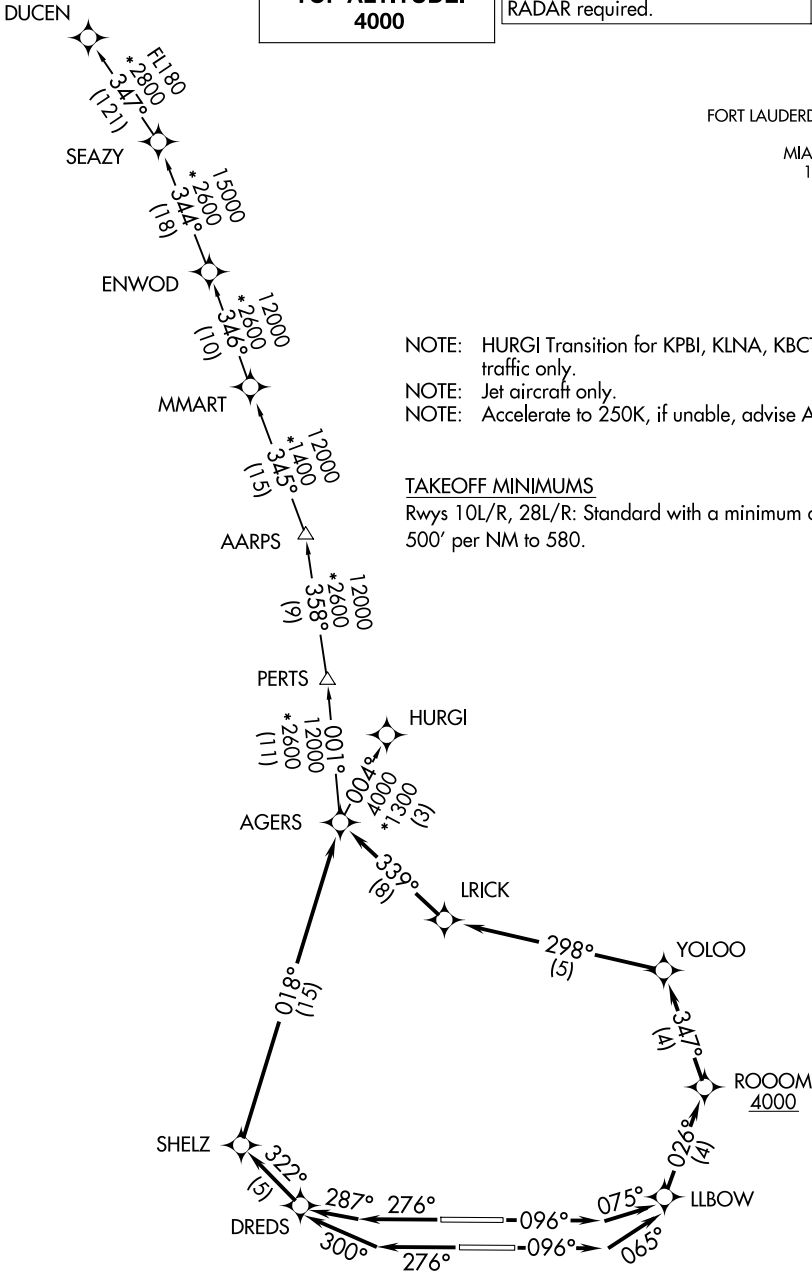 DUCEN
4000
RADAR required.
FL180
*2800
347°
(121)
SEAZY
FORT LAUDERD
MIA
1
15000
*2600
344°
(18)
ENWOD
12000
*2600
346°
(10)
MMART
NOTE: HURGI Transition for KPBI, KLNA, KBCT
traffic only.
NOTE: Jet aircraft only.
NOTE: Accelerate to 250K, if unable, advise A
12000
*1400
345°
(15)
TAKEOFF MINIMUMS
Rwys 10L/R, 28L/R: Standard with a minimum c
500' per NM to 580.
AARPS
12000
*2600
358°
(9)
PERTS
HURGI
001°
12000
*2600
(11)
004°
4000
*1300
(3)
AGERS
339°
(8)
LRICK
298°
(5)
YOLOO
018°
(15)
347°
(4)
ROOOM
4000
026°
(4)
SHELZ
322°
(5)
DREDS
287° 276° 096° 075°
LLBOW
300° 276° 096° 065°